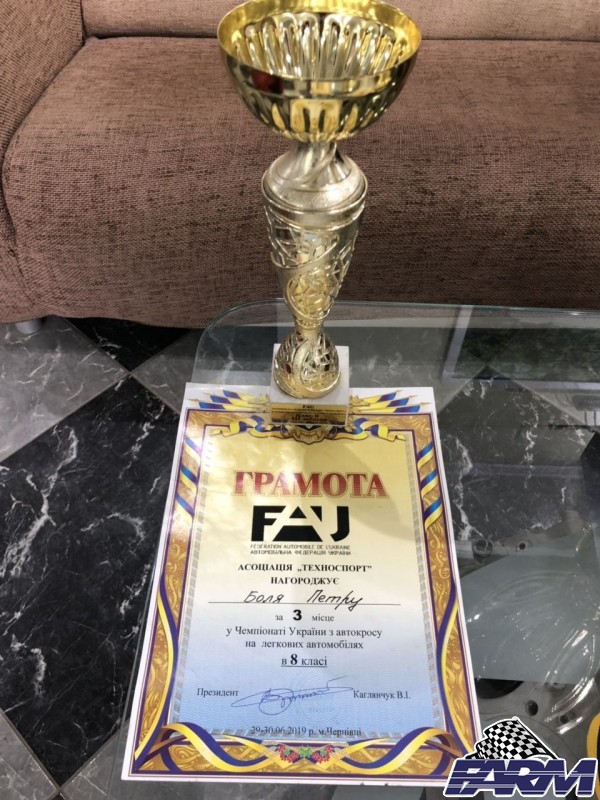 ГРАМОТА
FAU
FÉDÉRATION AUTOMOBILE DE L'UKRAINE
АВТОМОБІЛЬНА ФЕДЕРАЦІЯ УКРАЇНИ
АСОЦІАЦІЯ „ТЕХНОСПОРТ"
НАГОРОДЖУЄ
Боля Петру
за 3 місце
у Чемпіонаті України з автокросу
на легкових автомобілях
в 8 класі
Президент Каглянчук В.І.
29-30.06.2019 р. м.Чернівці
FARM